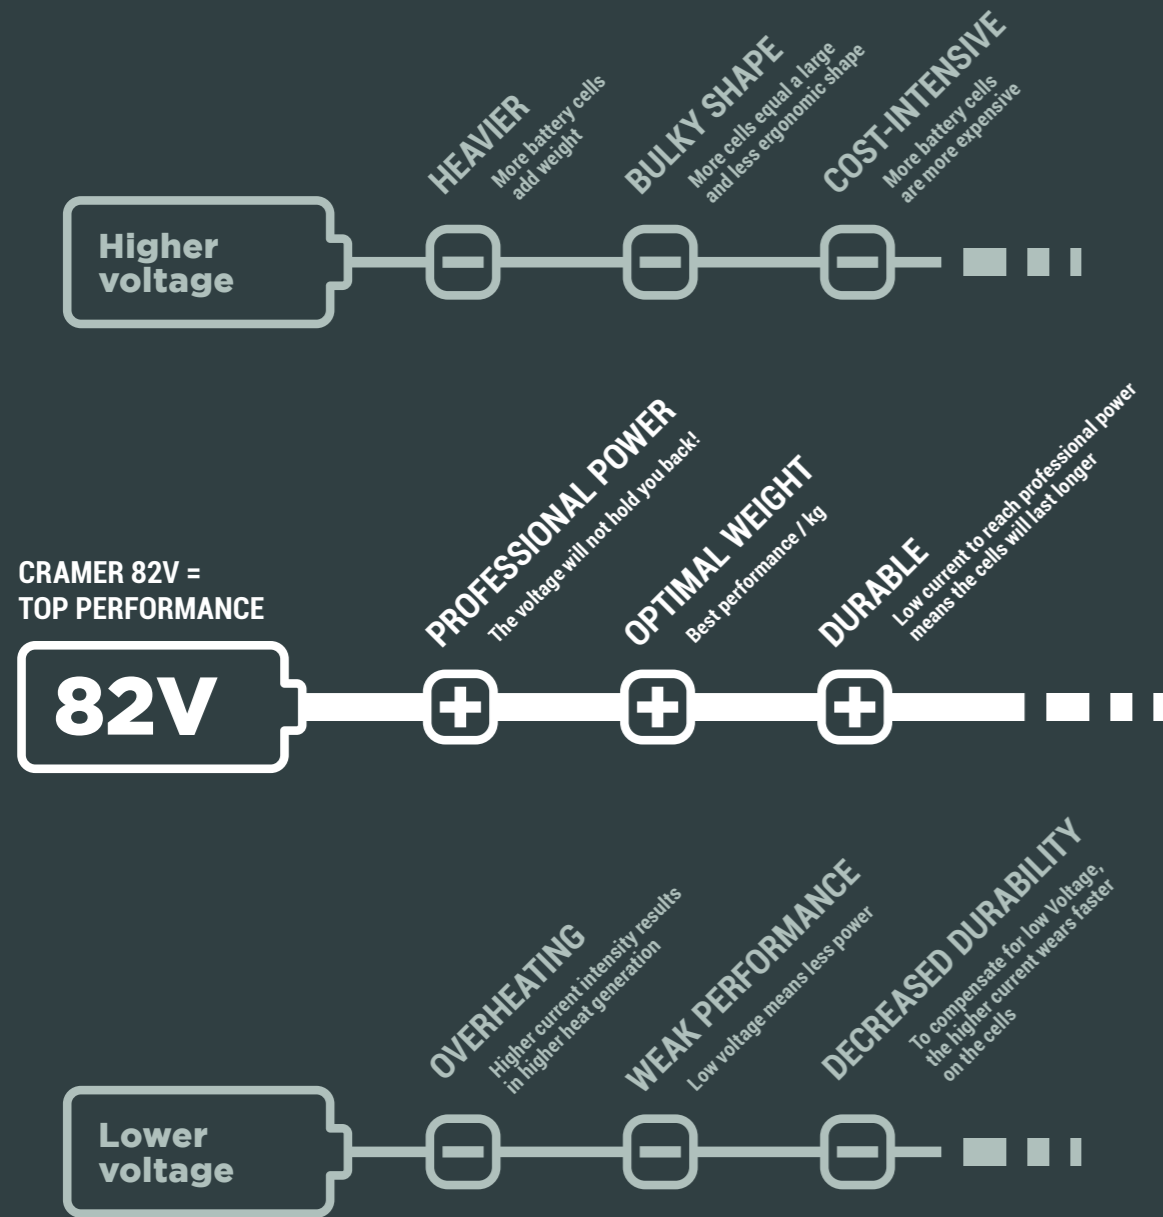 HEAVIER
More battery cells
add weight
BULKY SHAPE
More cells equal a large
and less ergonomic shape
COST-INTENSIVE
More battery cells
are more expensive
Higher
voltage
CRAMER 82V =
TOP PERFORMANCE
82V
PROFESSIONAL POWER
The voltage will not hold you back!
OPTIMAL WEIGHT
Best performance / kg
DURABLE
Low current to reach professional power
means the cells will last longer
OVERHEATING
Higher current intensity results
in higher heat generation
WEAK PERFORMANCE
Low voltage means less power
DECREASED DURABILITY
To compensate for low Voltage,
the higher current wears faster
on the cells
Lower
voltage